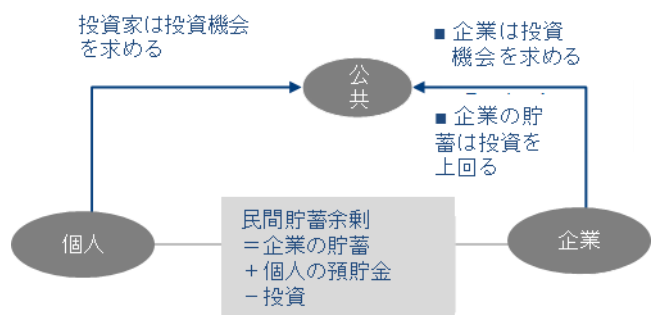 投資家は投資機会
を求める
■ 企業は投資
機会を求める
公
共
■ 企業の貯
蓄は投資を
上回る
個人
民間貯蓄余剰
＝企業の貯蓄
＋個人の預貯金
－投資
企業